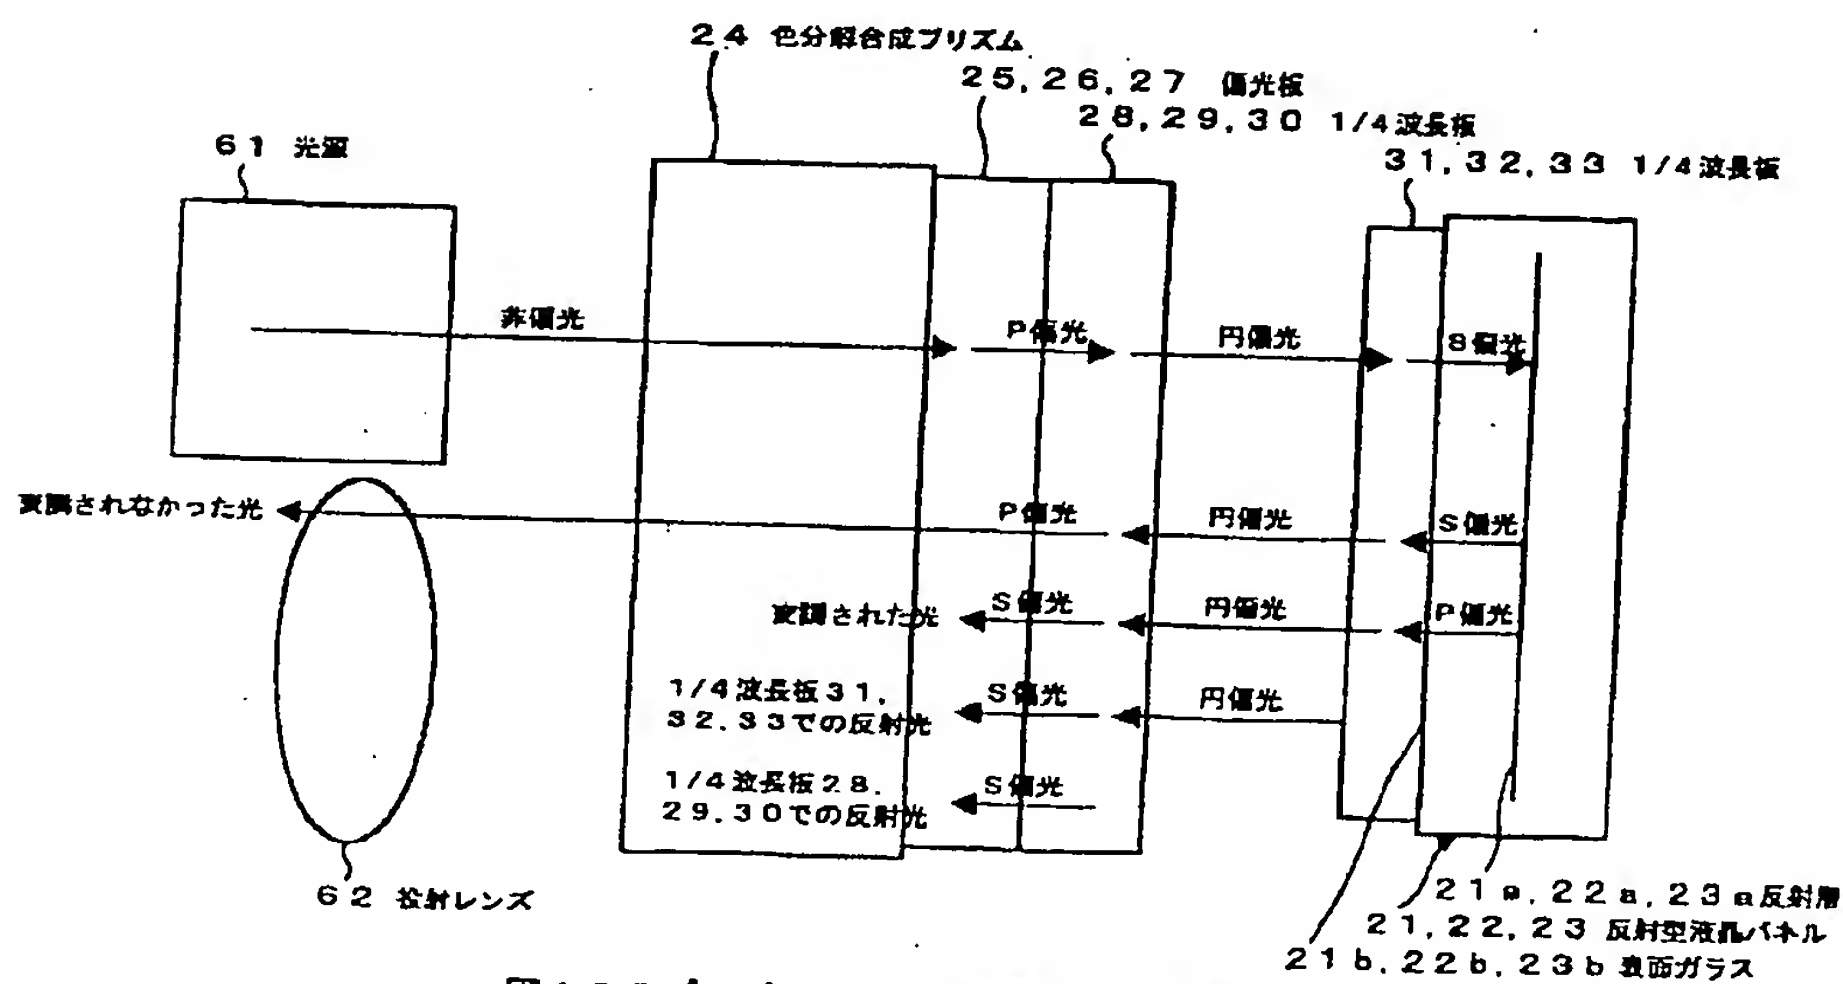 24 色分解合成プリズム
25,26,27 偏光板
28,29,30 1/4波長板
31,32,33 1/4波長板
61 光源
非偏光
P偏光
円偏光
S偏光
変調されなかった光
P偏光
円偏光
S偏光
変調された光
S偏光
円偏光
P偏光
1/4波長板31,
32,33での反射光
S偏光
円偏光
1/4波長板28,
29,30での反射光
S偏光
62 投射レンズ
21a,22a,23a反射層
21,22,23 反射型液晶パネル
21b,22b,23b 表面ガラス